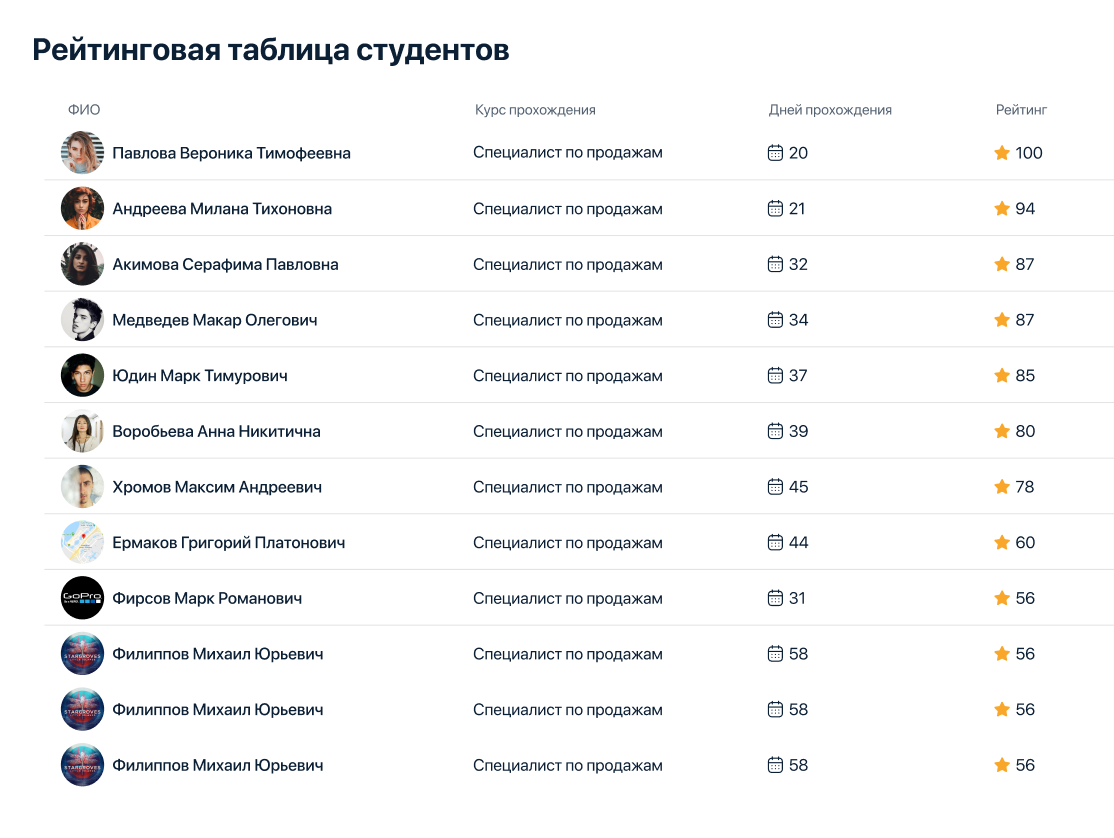 Рейтинговая таблица студентов
ФИО Курс прохождения Дней прохождения Рейтинг
Павлова Вероника Тимофеевна Специалист по продажам 20 100
Андреева Милана Тихоновна Специалист по продажам 21 94
Акимова Серафима Павловна Специалист по продажам 32 87
Медведев Макар Олегович Специалист по продажам 34 87
Юдин Марк Тимурович Специалист по продажам 37 85
Воробьева Анна Никитична Специалист по продажам 39 80
Хромов Максим Андреевич Специалист по продажам 45 78
Ермаков Григорий Платонович Специалист по продажам 44 60
GoPro
Фирсов Марк Романович Специалист по продажам 31 56
STARGROVES
Филиппов Михаил Юрьевич Специалист по продажам 58 56
STARGROVES
Филиппов Михаил Юрьевич Специалист по продажам 58 56
STARGROVES
Филиппов Михаил Юрьевич Специалист по продажам 58 56